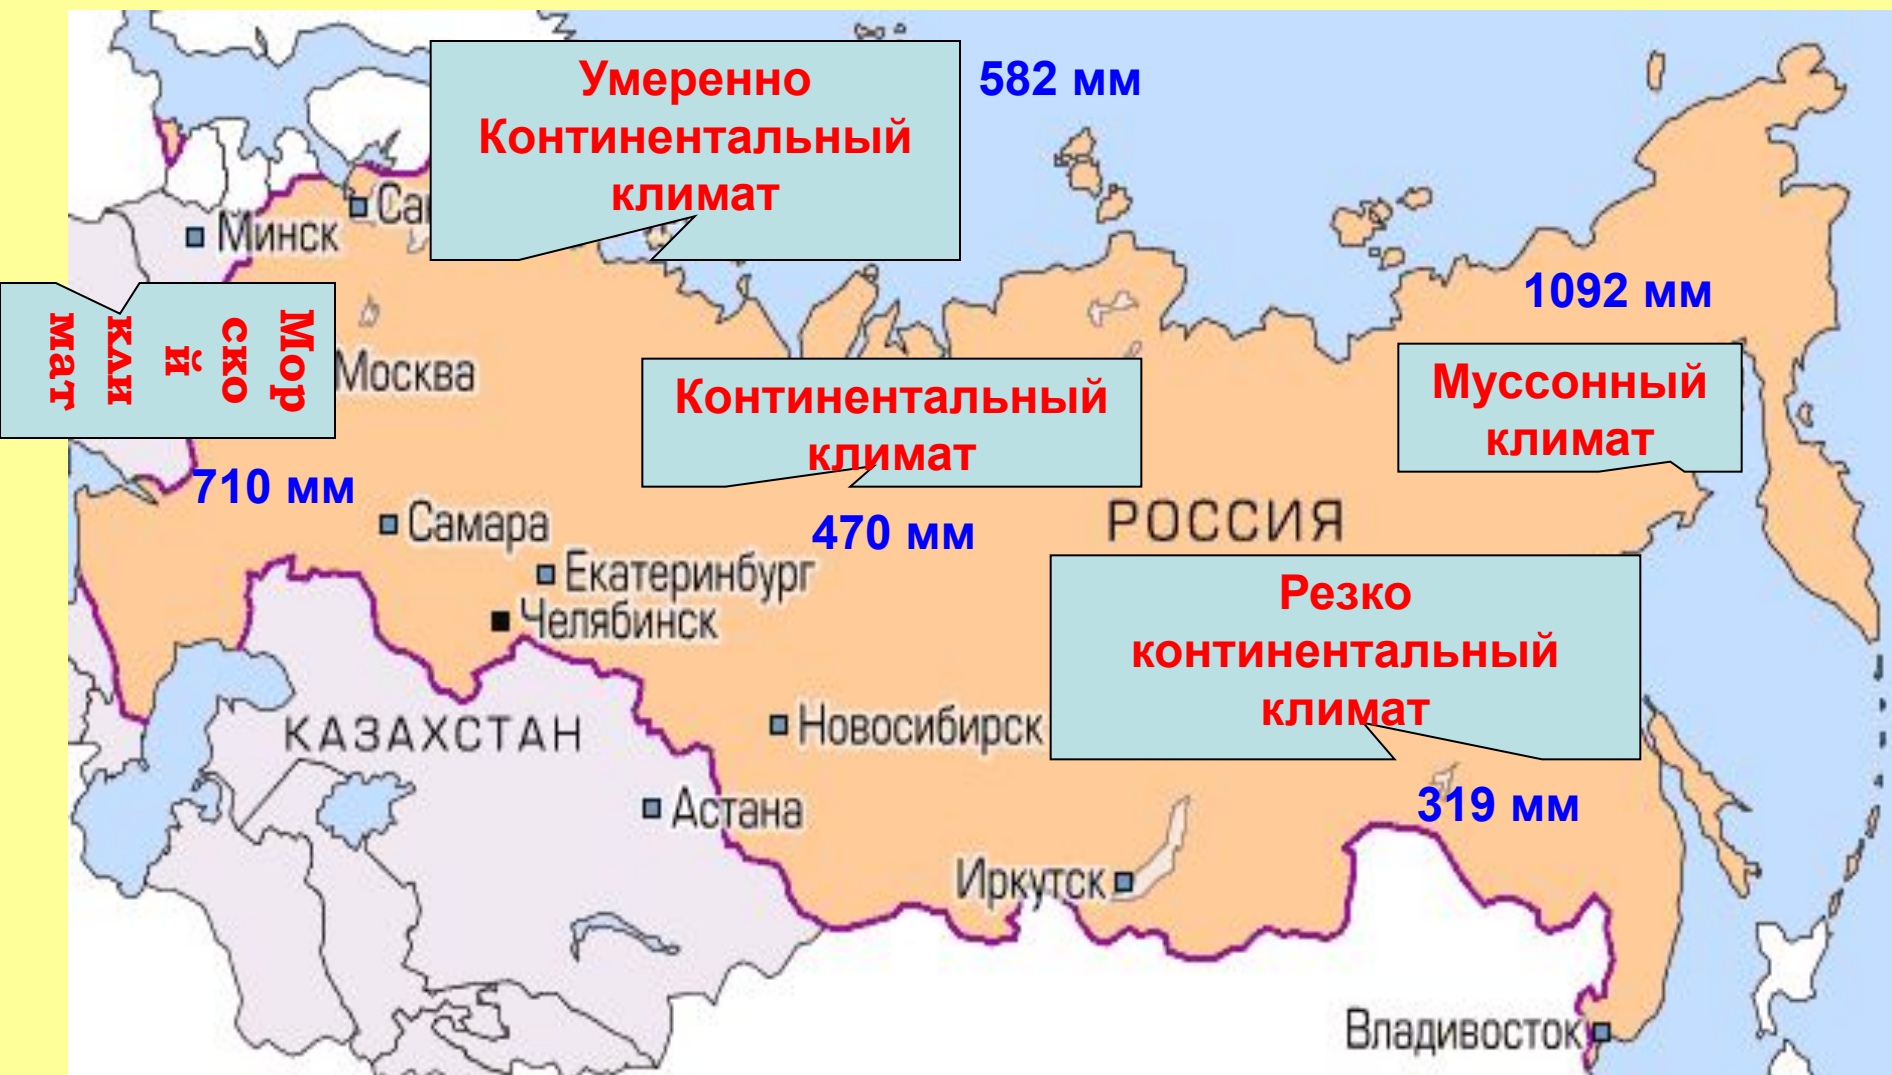 Умеренно
Континентальный
климат
582 мм
Минск
Са
1092 мм
Мор
ско
й
кли
мат
Москва
Континентальный
климат
Муссонный
климат
710 мм
470 мм
Самара
РОССИЯ
Екатеринбург
Челябинск
Резко
континентальный
климат
КАЗАХСТАН
Новосибирск
Астана
319 мм
Иркутск
Владивосток